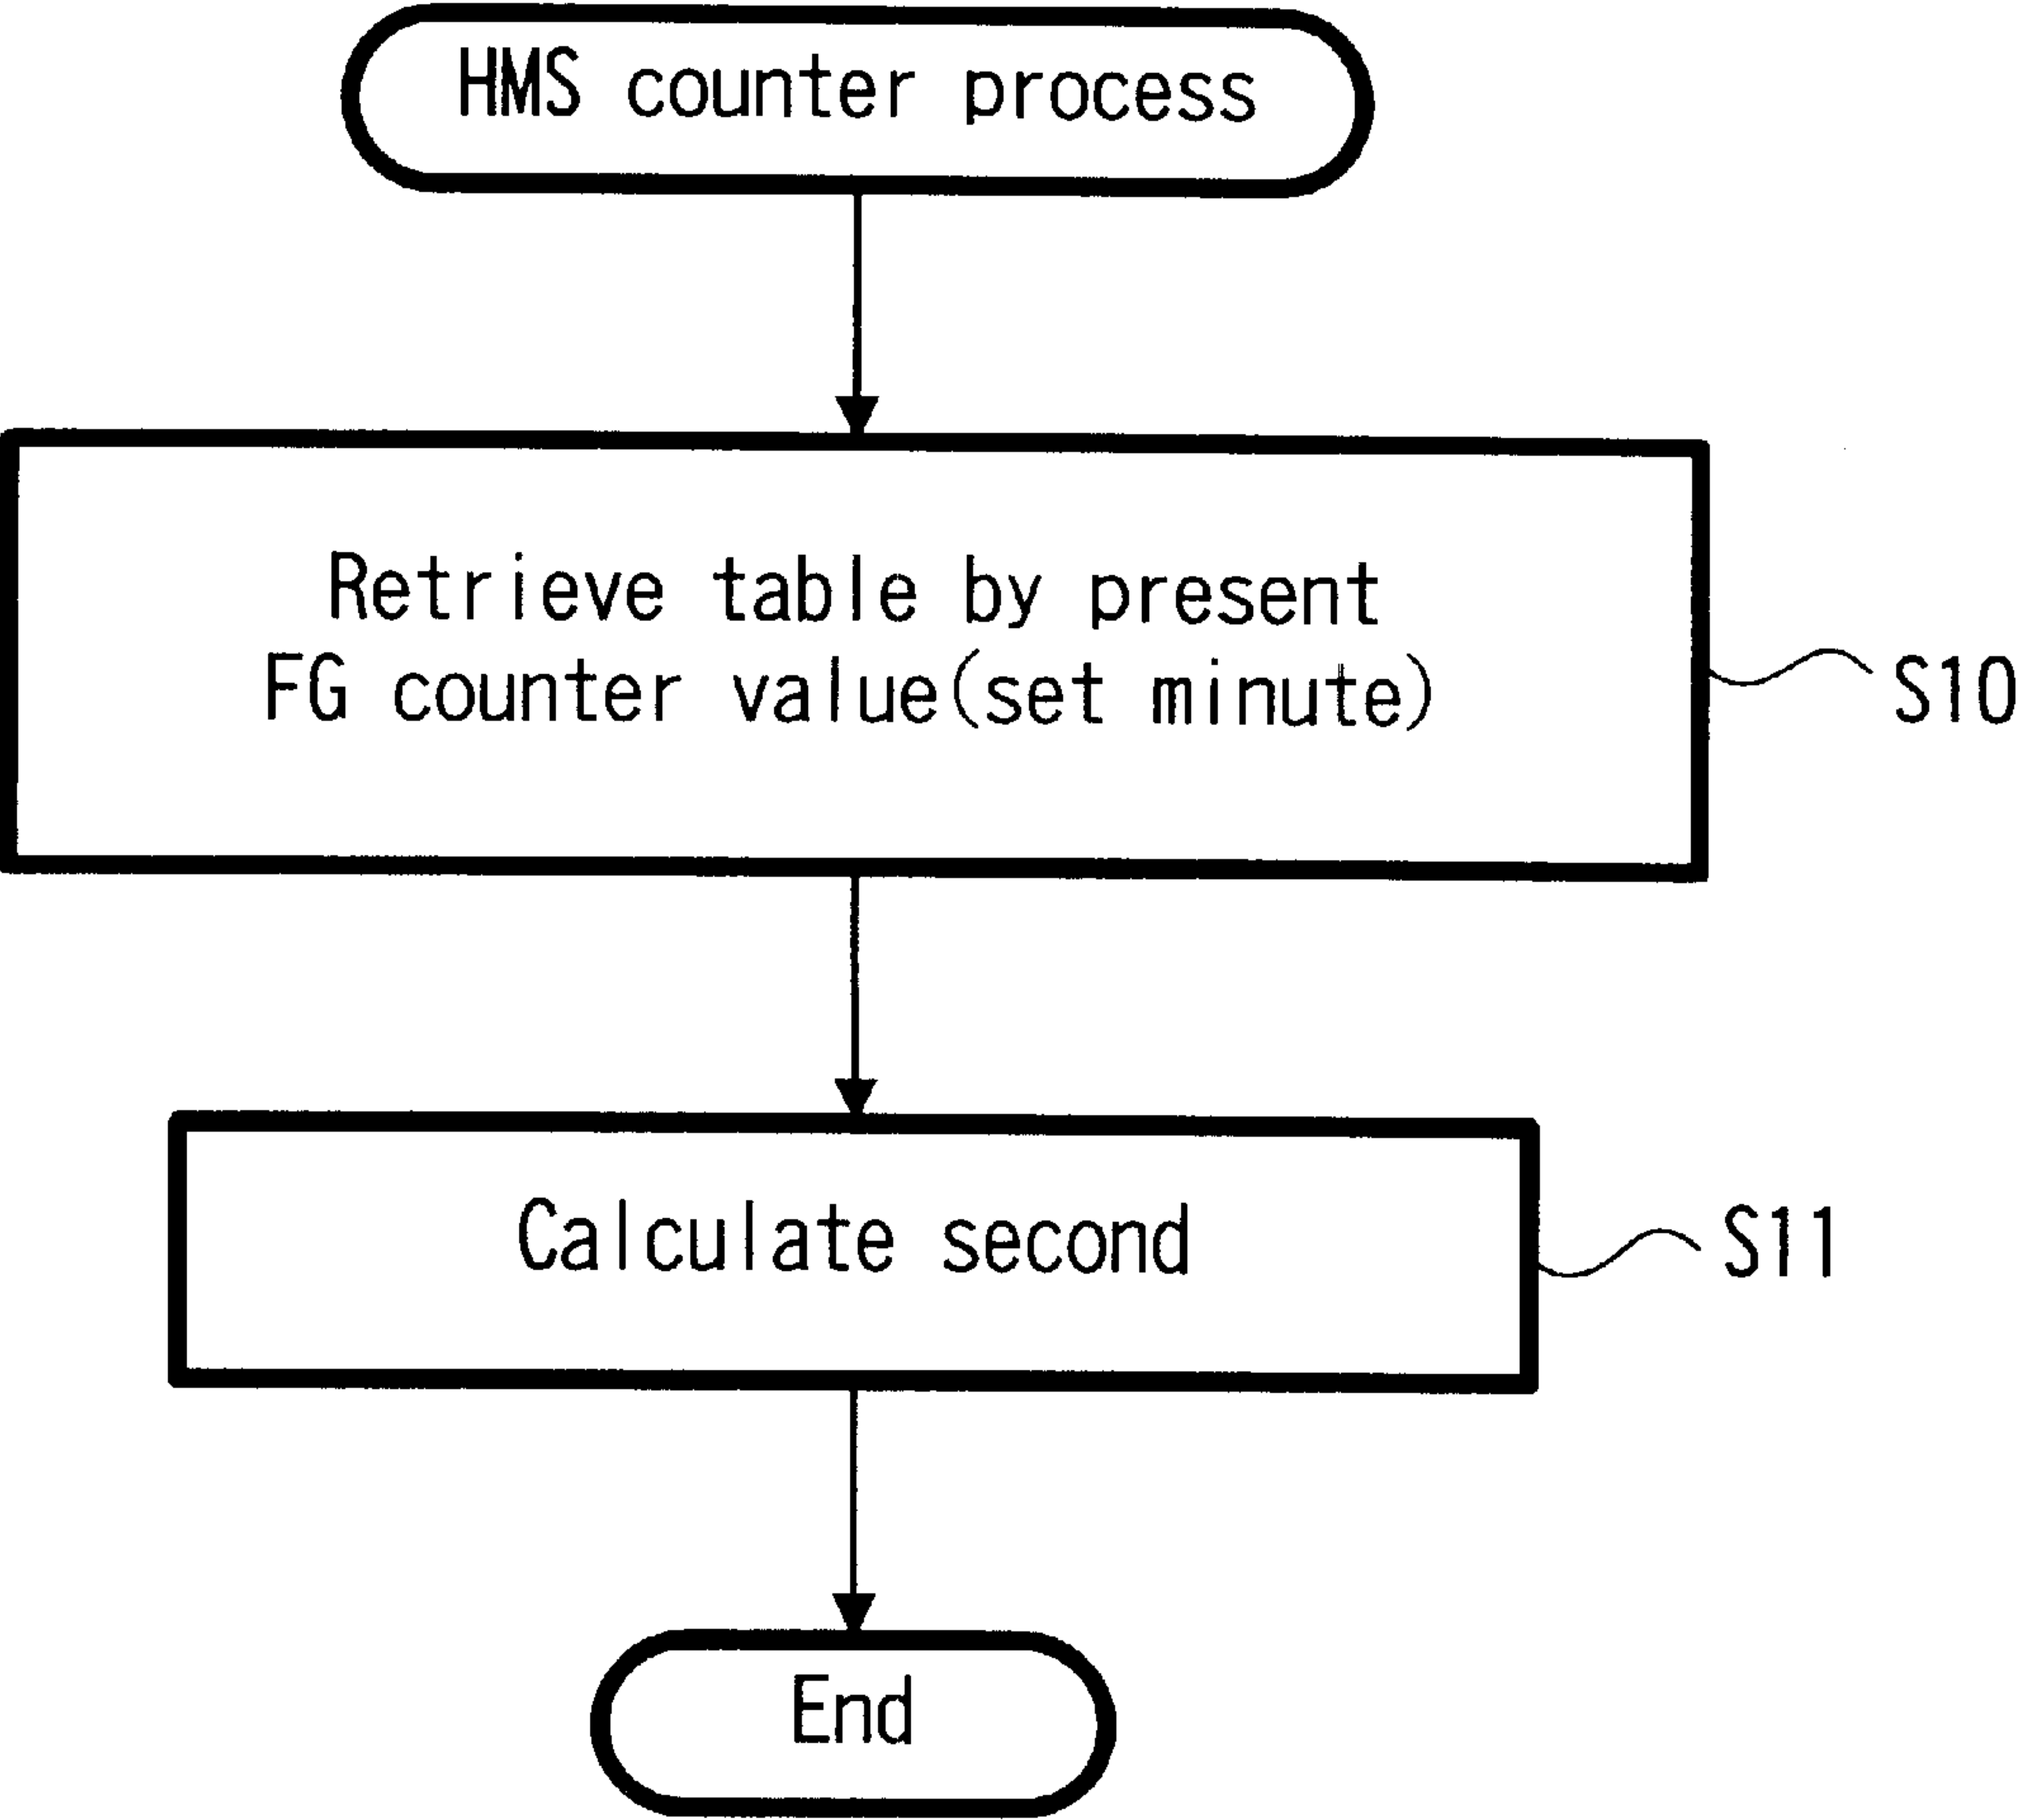 HMS counter process
Retrieve table by present
FG counter value(set minute)
S10
Calculate second
S11
End